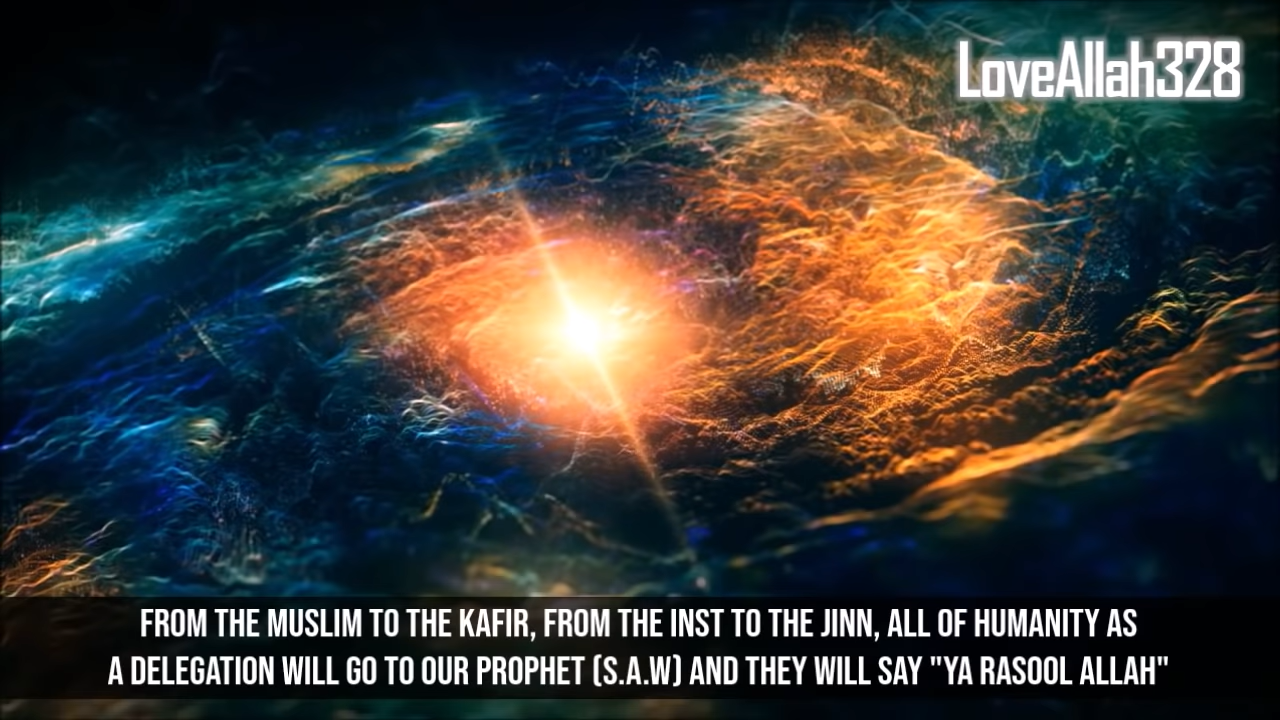 LoveAllah328
FROM THE MUSLIM TO THE KAFIR, FROM THE INST TO THE JINN, ALL OF HUMANITY AS
A DELEGATION WILL GO TO OUR PROPHET (S.A.W) AND THEY WILL SAY "YA RASOOL ALLAH"